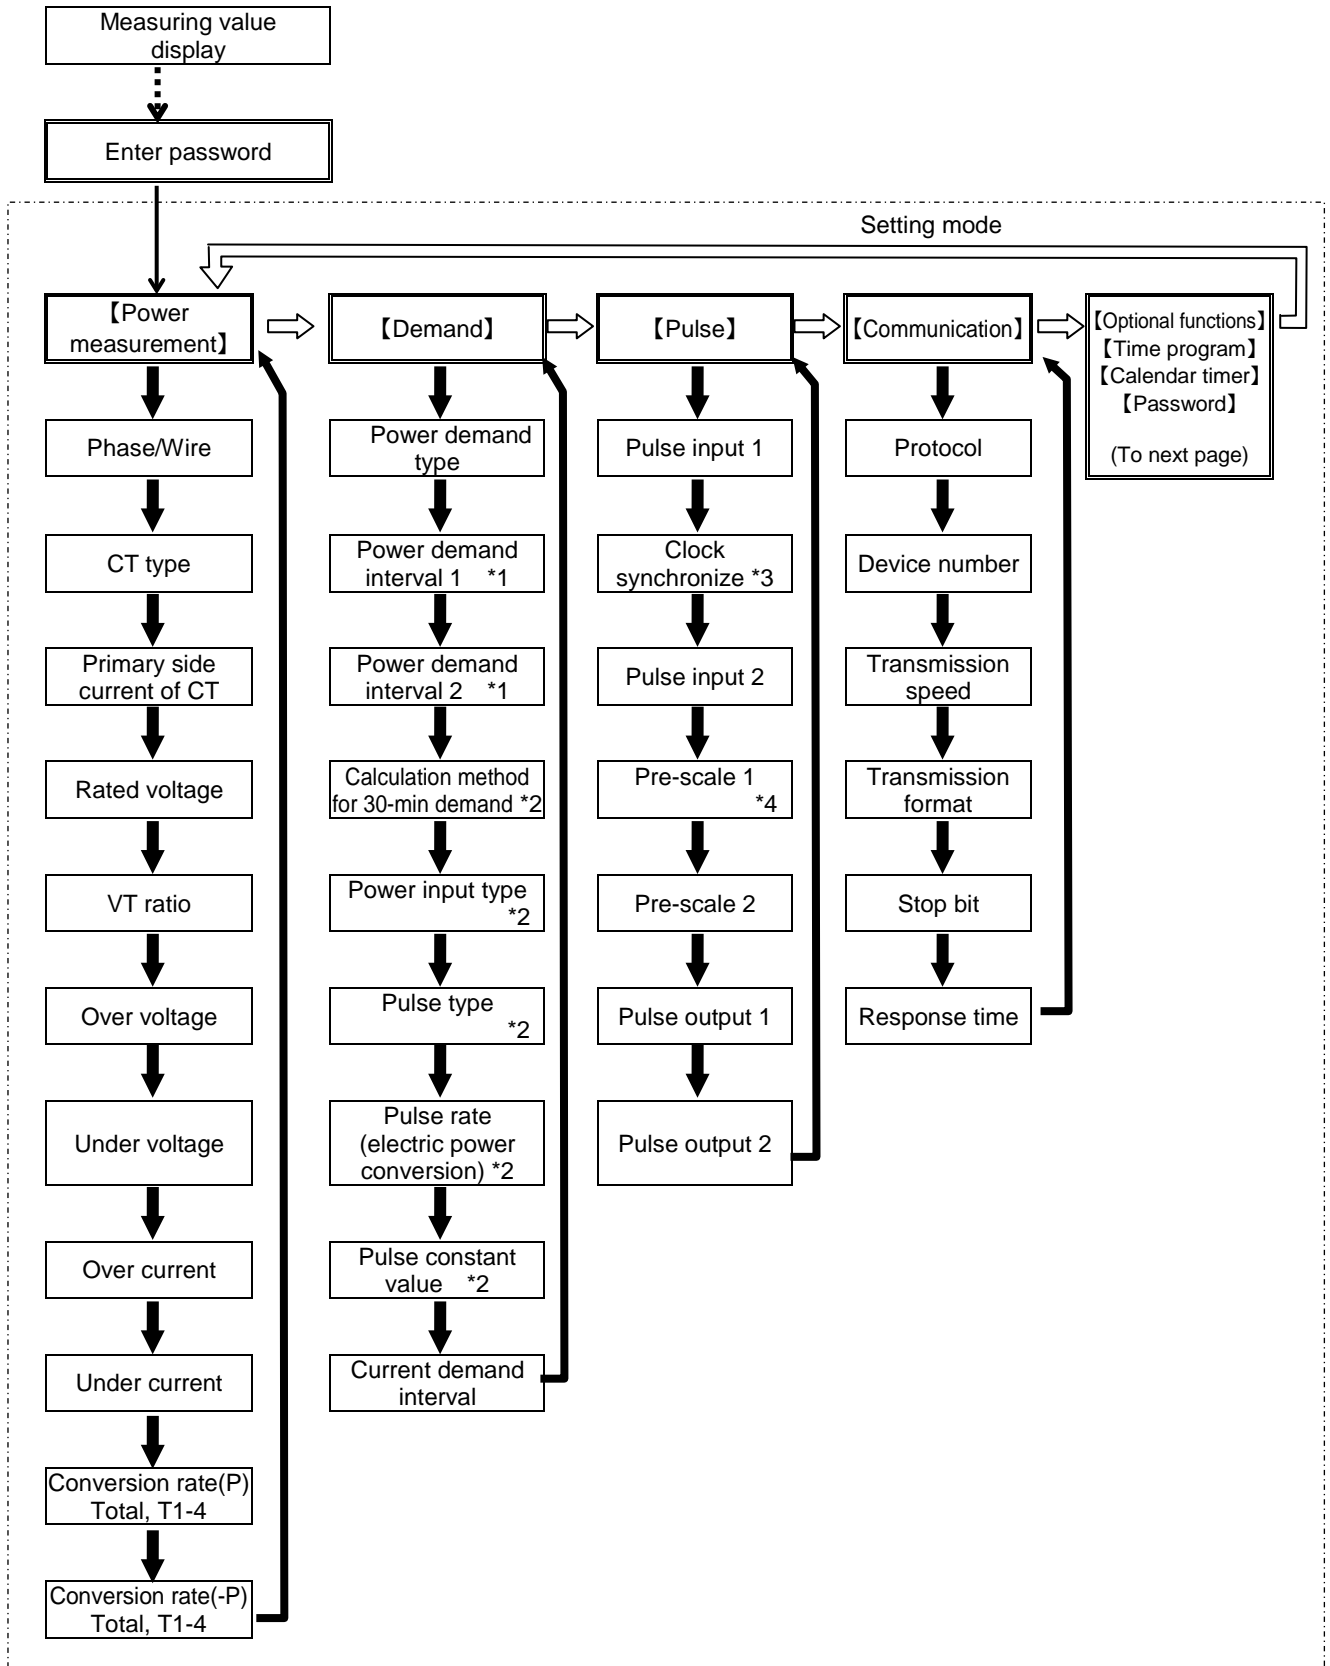 Measuring value
display
Enter password
Setting mode
【Power
measurement】
Phase/Wire
CT type
Primary side
current of CT
Rated voltage
VT ratio
Over voltage
Under voltage
Over current
Under current
Conversion rate(P)
Total, T1-4
Conversion rate(-P)
Total, T1-4
【Demand】
Power demand
type
Power demand
interval 1 *1
Power demand
interval 2 *1
Calculation method
for 30-min demand *2
Power input type
*2
Pulse type
*2
Pulse rate
(electric power
conversion) *2
Pulse constant
value *2
Current demand
interval
【Pulse】
Pulse input 1
Clock
synchronize *3
Pulse input 2
Pre-scale 1
*4
Pre-scale 2
Pulse output 1
Pulse output 2
【Communication】
Protocol
Device number
Transmission
speed
Transmission
format
Stop bit
Response time
【Optional functions】
【Time program】
【Calendar timer】
【Password】
(To next page)